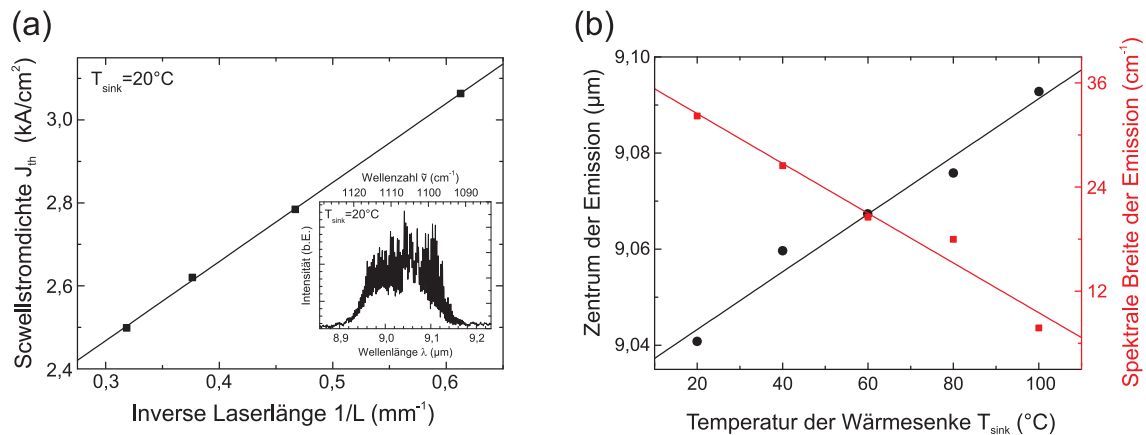 (a)
T_sink=20°C
Scwellstromdichte J_th (kA/cm²)
3,0
2,8
2,6
2,4
0,3 0,4 0,5 0,6
Inverse Laserlänge 1/L (mm⁻¹)
Wellenzahl ṽ (cm⁻¹)
1120 1110 1100 1090
T_sink=20°C
Intensität (b.E.)
8,9 9,0 9,1 9,2
Wellenlänge λ (µm)
(b)
Zentrum der Emission (µm)
9,10
9,08
9,06
9,04
20 40 60 80 100
Temperatur der Wärmesenke T_sink (°C)
36
24
12
Spektrale Breite der Emission (cm⁻¹)